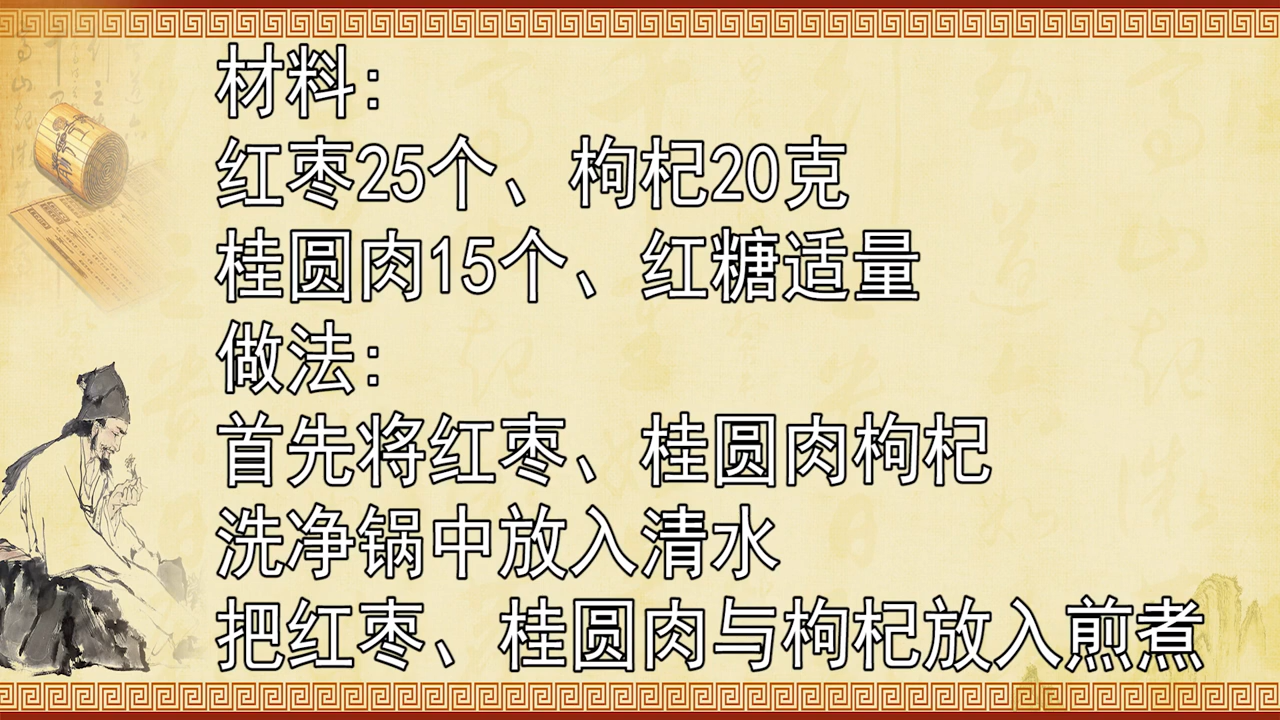 材料：
红枣25个、枸杞20克
桂圆肉15个、红糖适量
做法：
首先将红枣、桂圆肉枸杞
洗净锅中放入清水
把红枣、桂圆肉与枸杞放入煎煮